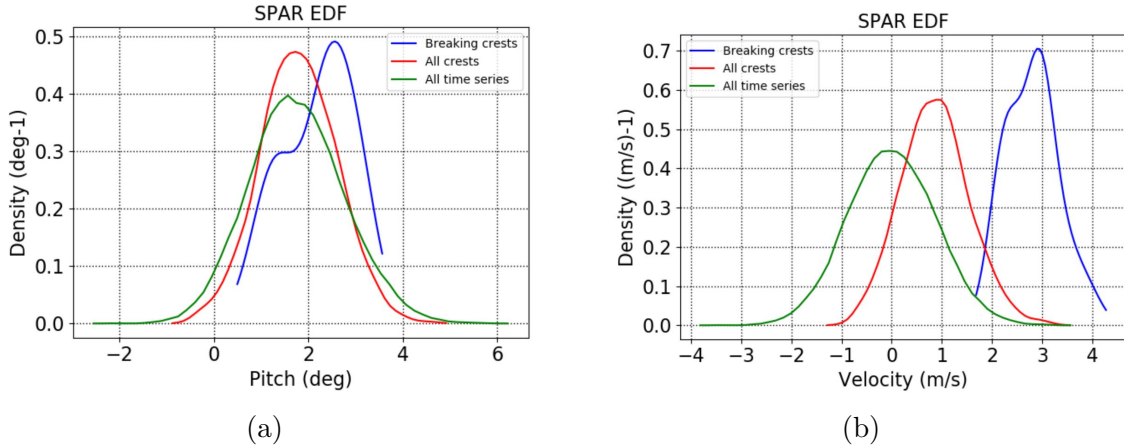 SPAR EDF
Density (deg-1)
0.5
0.4
0.3
0.2
0.1
0.0
Breaking crests
All crests
All time series
−2
0
2
4
6
Pitch (deg)
(a)
SPAR EDF
Density ((m/s)-1)
0.7
0.6
0.5
0.4
0.3
0.2
0.1
0.0
Breaking crests
All crests
All time series
−4
−3
−2
−1
0
1
2
3
4
Velocity (m/s)
(b)